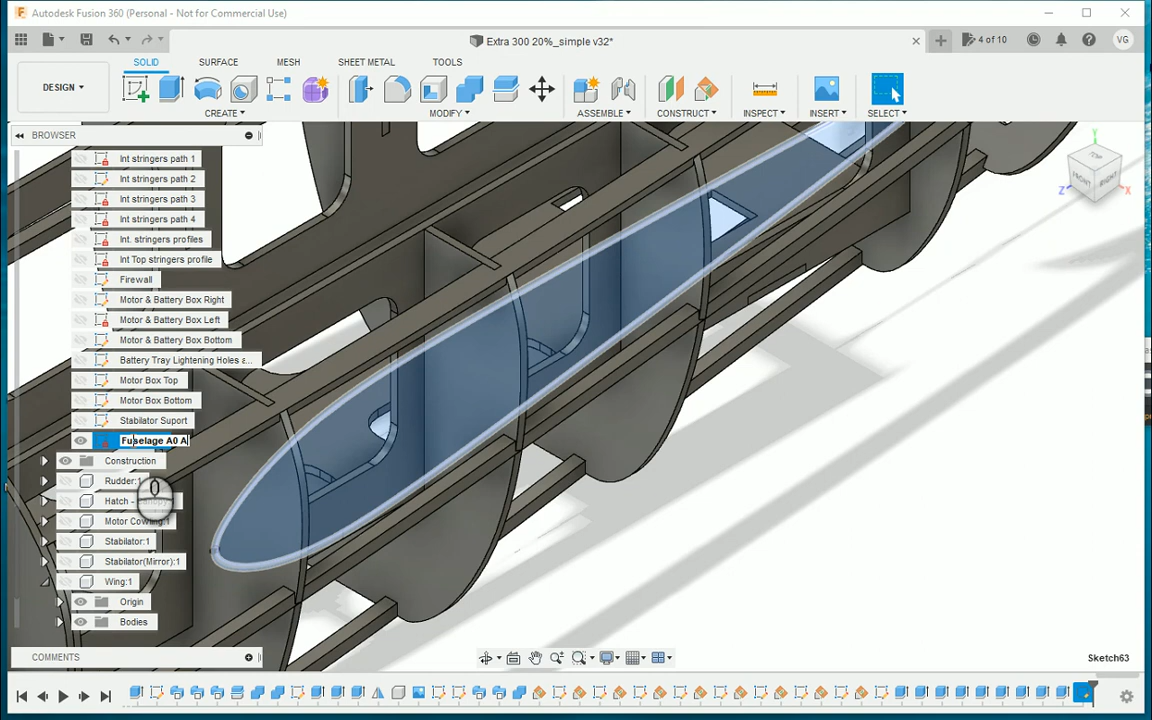 Autodesk Fusion 360 (Personal - Not for Commercial Use)
Extra 300 20%_simple v32*
4 of 10
VG
SOLID SURFACE MESH SHEET METAL TOOLS
DESIGN
CREATE MODIFY ASSEMBLE CONSTRUCT INSPECT INSERT SELECT
BROWSER
Int stringers path 1
Int stringers path 2
Int stringers path 3
Int stringers path 4
Int. stringers profiles
Int Top stringers profile
Firewall
Motor & Battery Box Right
Motor & Battery Box Left
Motor & Battery Box Bottom
Battery Tray Lightening Holes a...
Motor Box Top
Motor Box Bottom
Stabilator Suport
Fuselage A0 A
Construction
Rudder:1
Hatch -
Motor Cowling:1
Stabilator:1
Stabilator(Mirror):1
Wing:1
Origin
Bodies
COMMENTS
TOP
FRONT
RIGHT
Y
Z
X
Sketch63